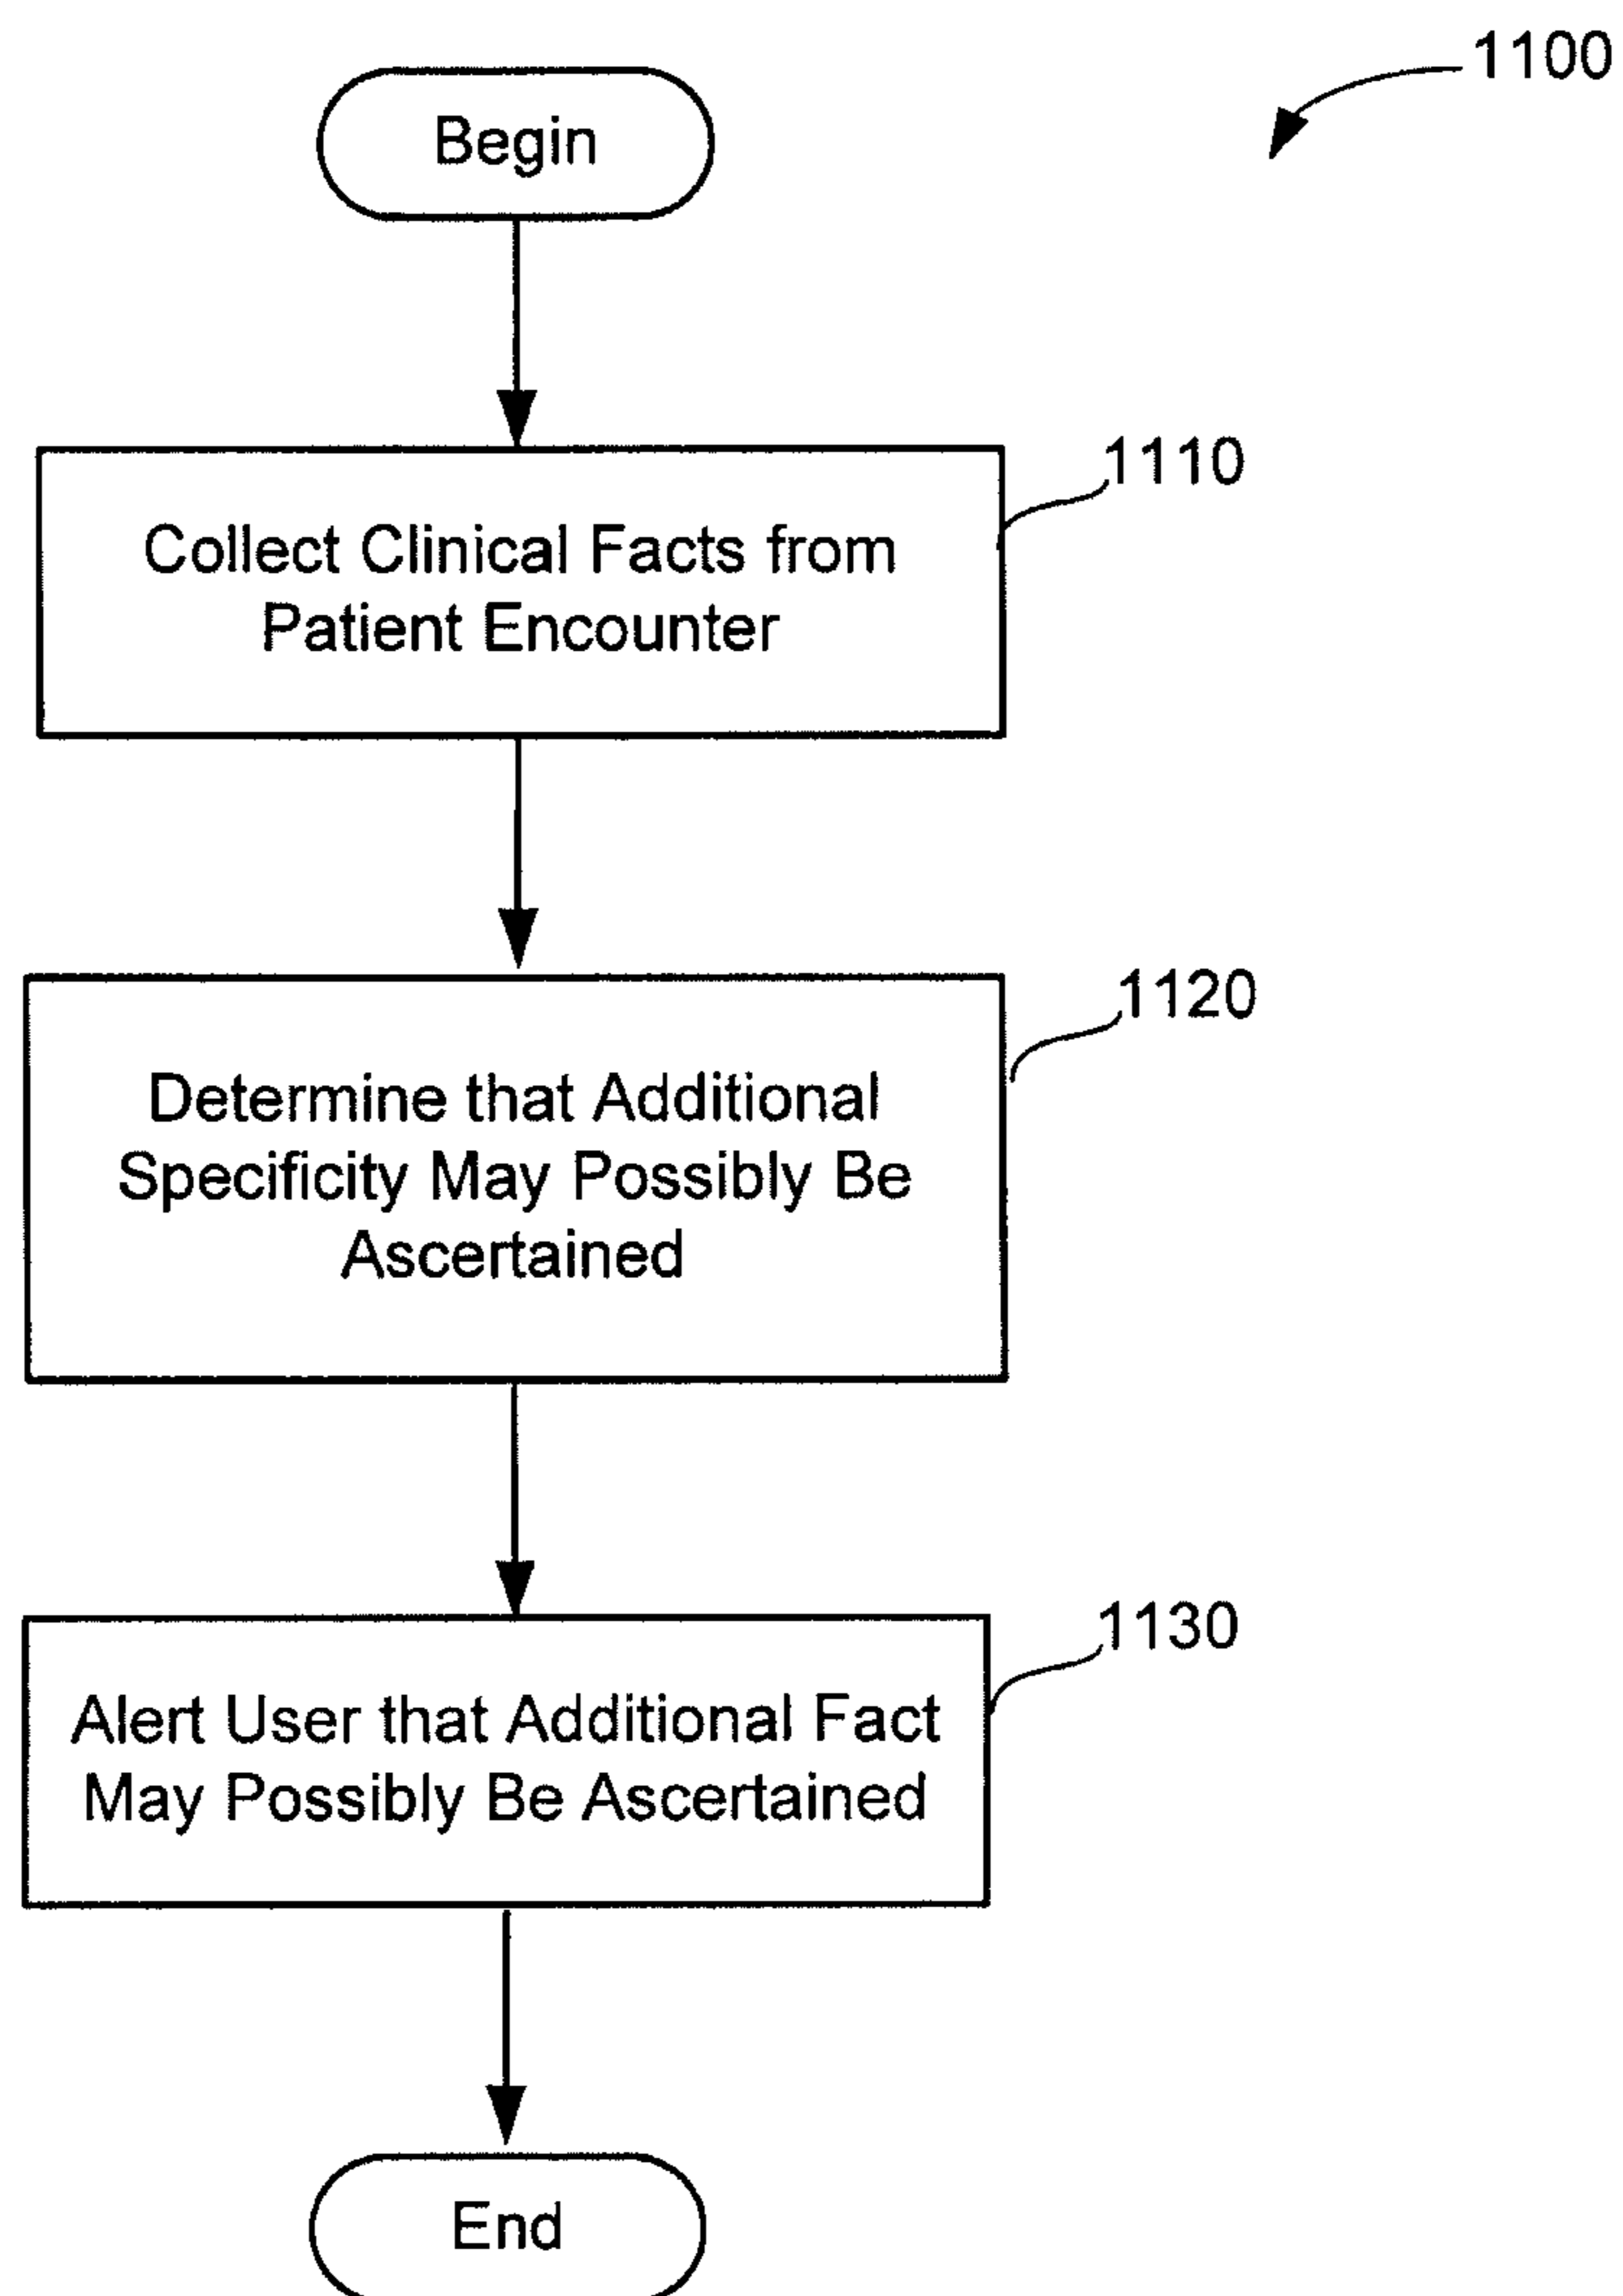 1100
Begin
1110
Collect Clinical Facts from
Patient Encounter
1120
Determine that Additional
Specificity May Possibly Be
Ascertained
1130
Alert User that Additional Fact
May Possibly Be Ascertained
End